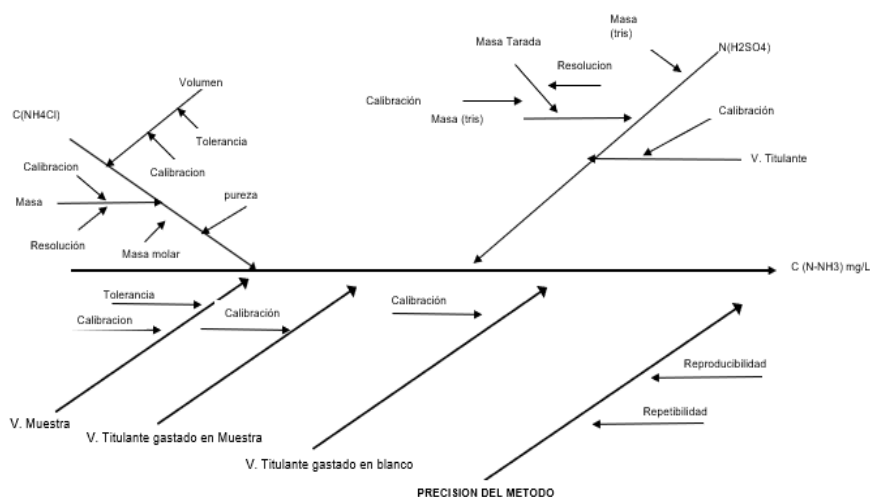 Masa
(tris)
N(H2SO4)
Masa Tarada
Resolucion
Calibración
Masa (tris)
Calibración
V. Titulante
Volumen
C(NH4Cl)
Tolerancia
Calibracion
Calibracion
Masa
Resolución
pureza
Masa molar
C (N-NH3) mg/L
Tolerancia
Calibracion
Calibración
Calibración
Reproducibilidad
Repetibilidad
V. Muestra
V. Titulante gastado en Muestra
V. Titulante gastado en blanco
PRECISION DEL METODO